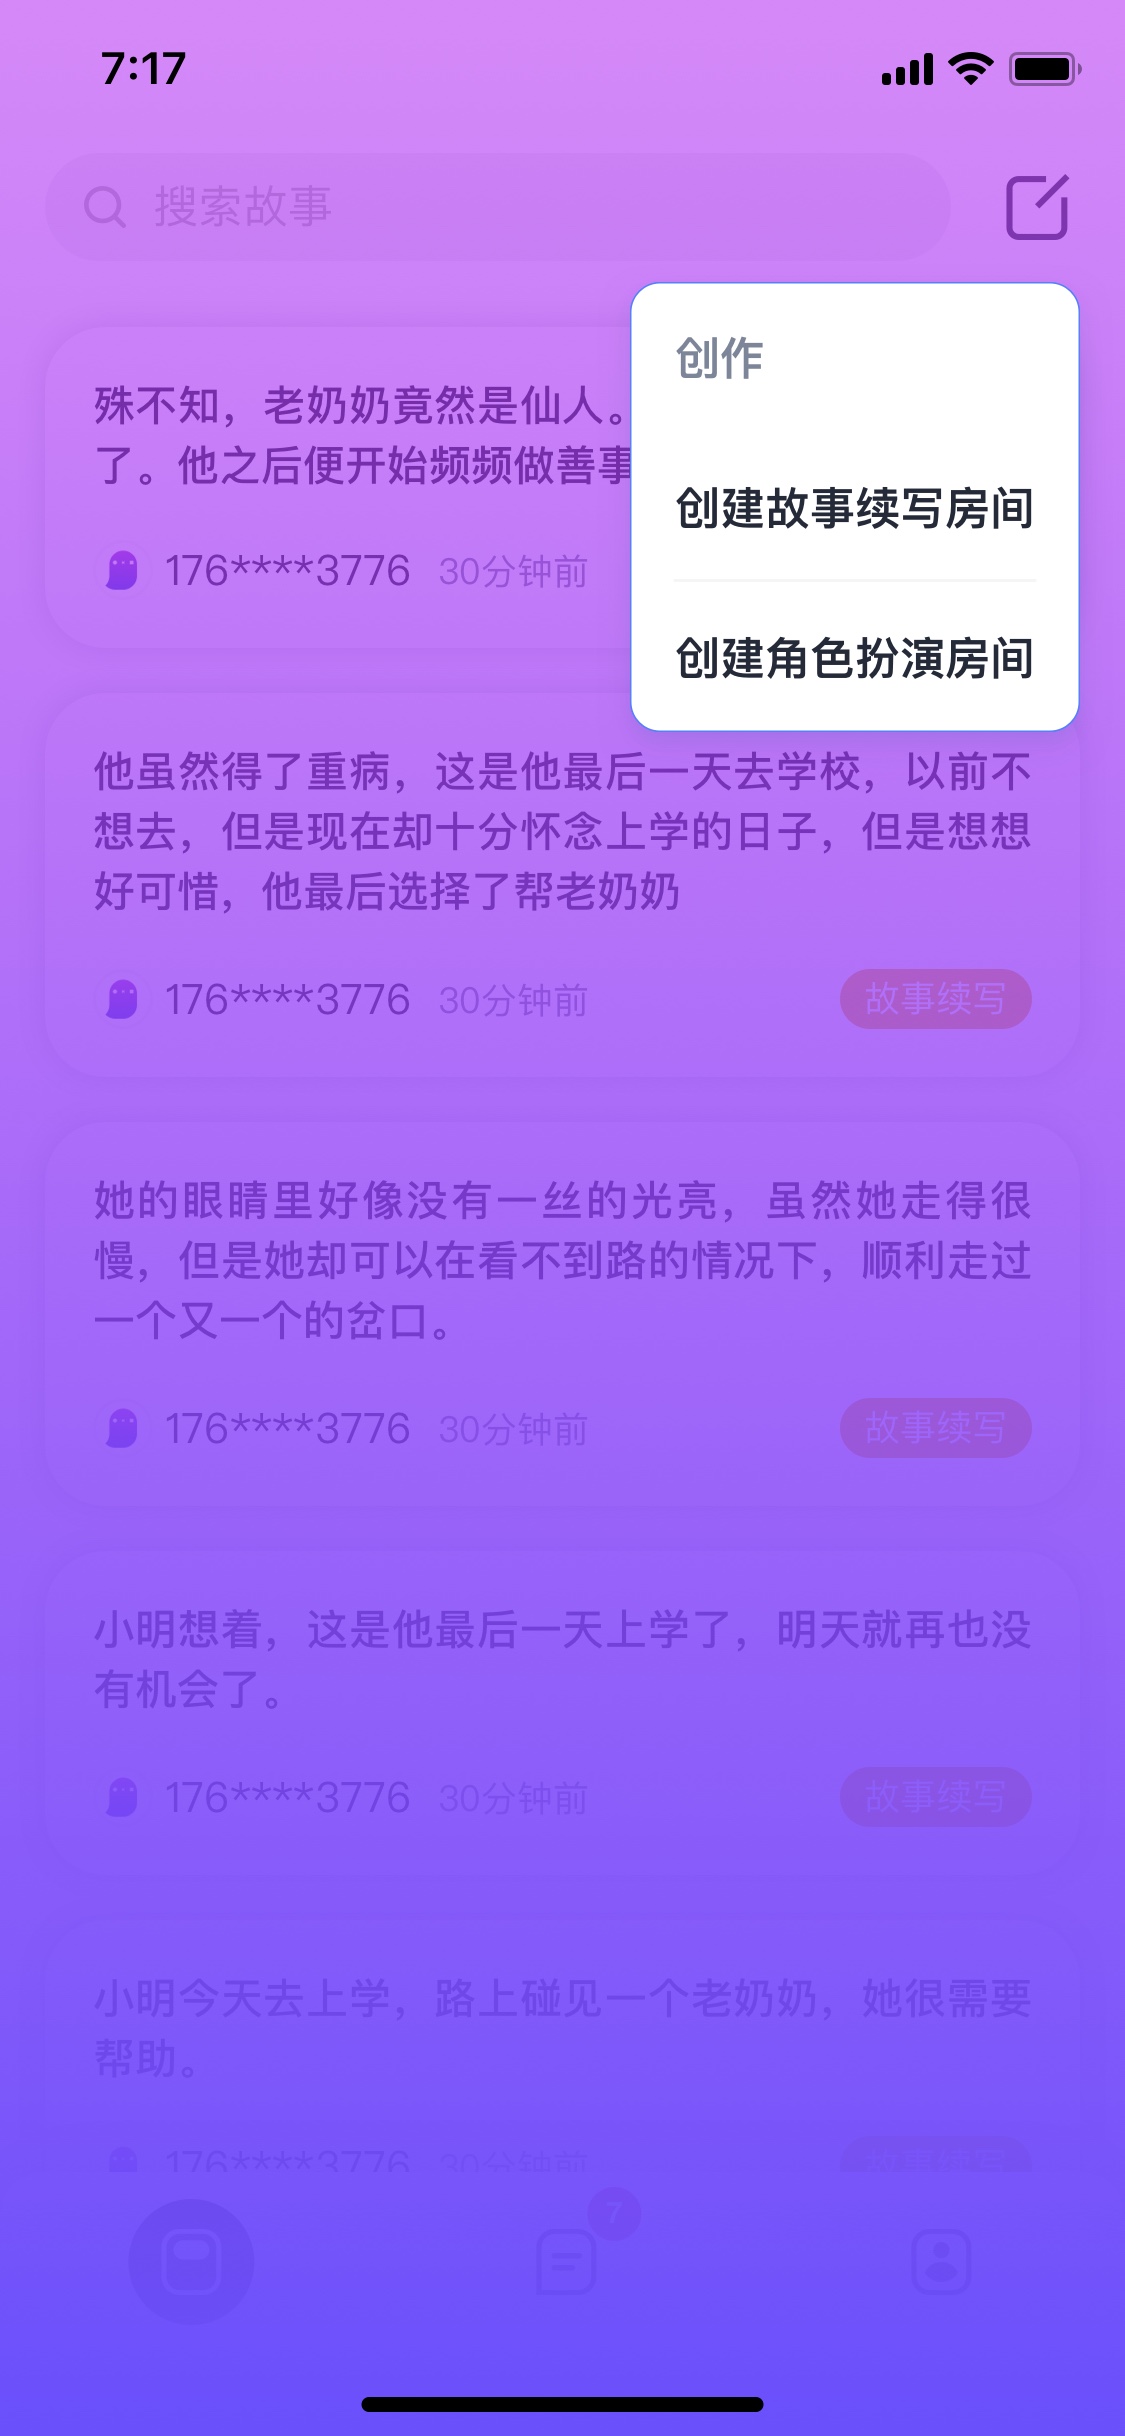 7:17
搜索故事
创作
创建故事续写房间
创建角色扮演房间
殊不知，老奶奶竟然是仙人。
了。他之后便开始频频做善事
176****3776 30分钟前
他虽然得了重病，这是他最后一天去学校，以前不
想去，但是现在却十分怀念上学的日子，但是想想
好可惜，他最后选择了帮老奶奶
176****3776 30分钟前 故事续写
她的眼睛里好像没有一丝的光亮，虽然她走得很
慢，但是她却可以在看不到路的情况下，顺利走过
一个又一个的岔口。
176****3776 30分钟前 故事续写
小明想着，这是他最后一天上学了，明天就再也没
有机会了。
176****3776 30分钟前 故事续写
小明今天去上学，路上碰见一个老奶奶，她很需要
帮助。
176****3776 30分钟前 故事续写
7